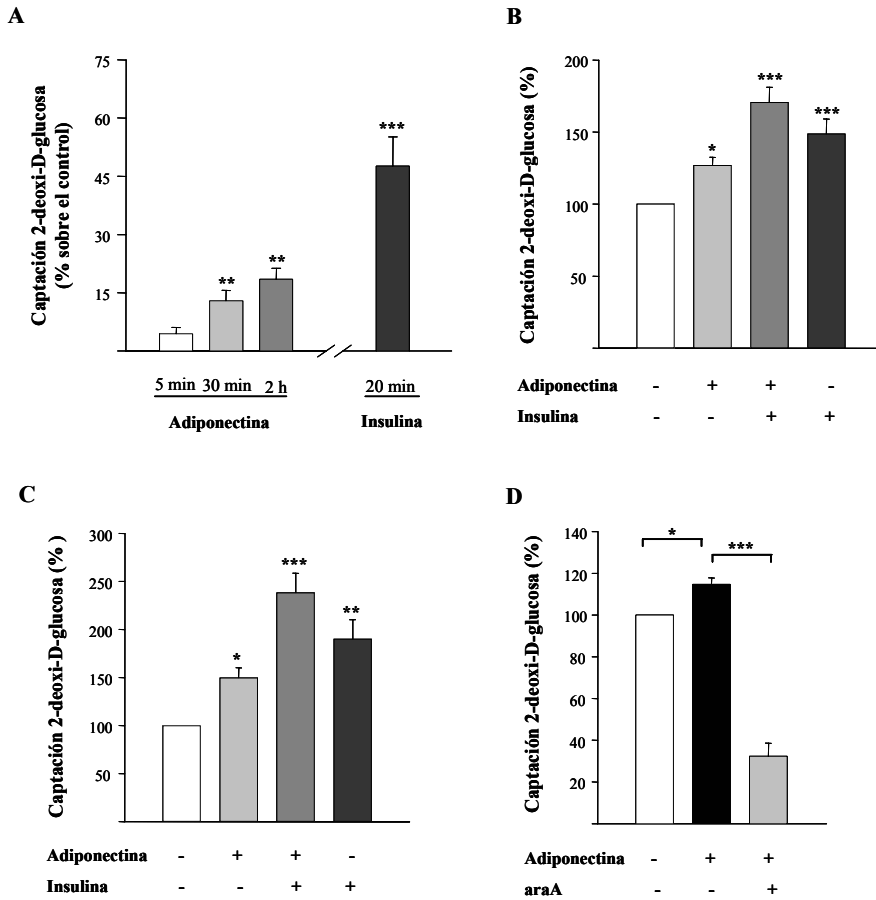 A
Captación 2-deoxi-D-glucosa
(% sobre el control)
75
60
45
30
15
**
**
***
5 min 30 min 2 h
20 min
Adiponectina
Insulina
B
Captación 2-deoxi-D-glucosa (%)
200
150
100
50
*
***
***
Adiponectina - + + -
Insulina - - + +
C
Captación 2-deoxi-D-glucosa (% )
300
250
200
150
100
50
*
***
**
Adiponectina - + + -
Insulina - - + +
D
Captación 2-deoxi-D-glucosa (%)
140
120
100
80
60
40
20
*
***
Adiponectina - + +
araA - - +